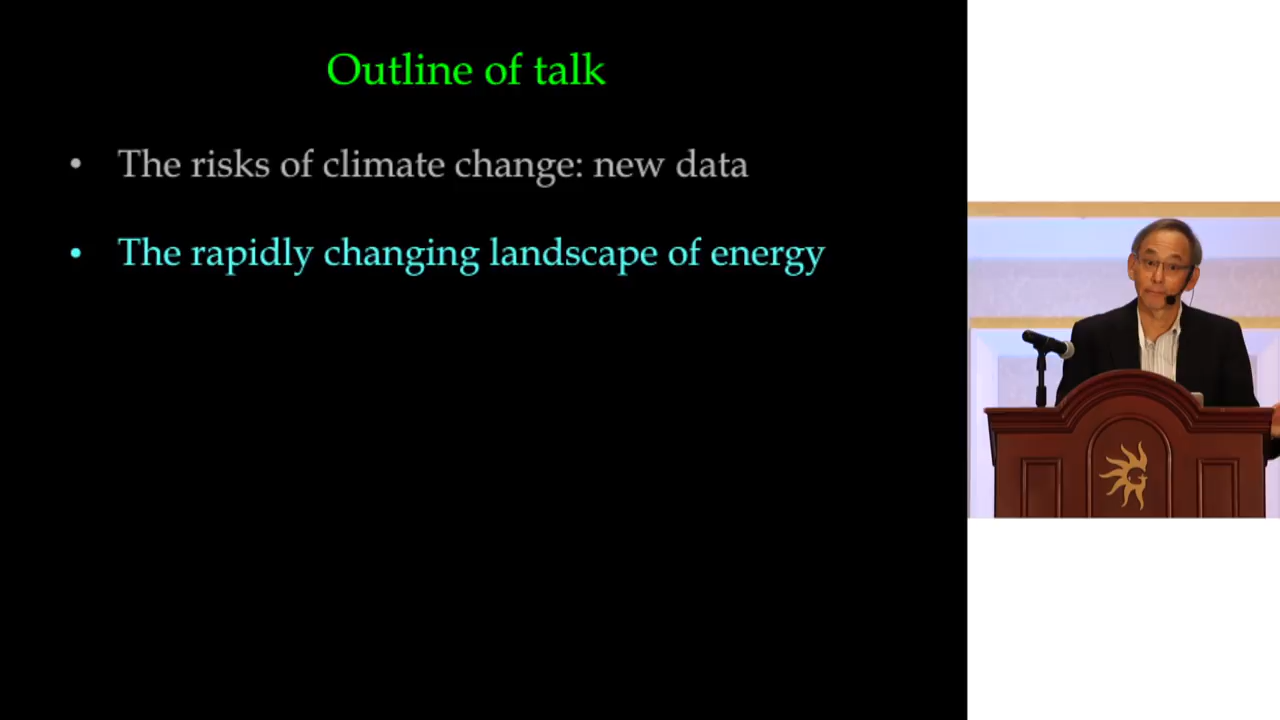 Outline of talk
• The risks of climate change: new data
• The rapidly changing landscape of energy